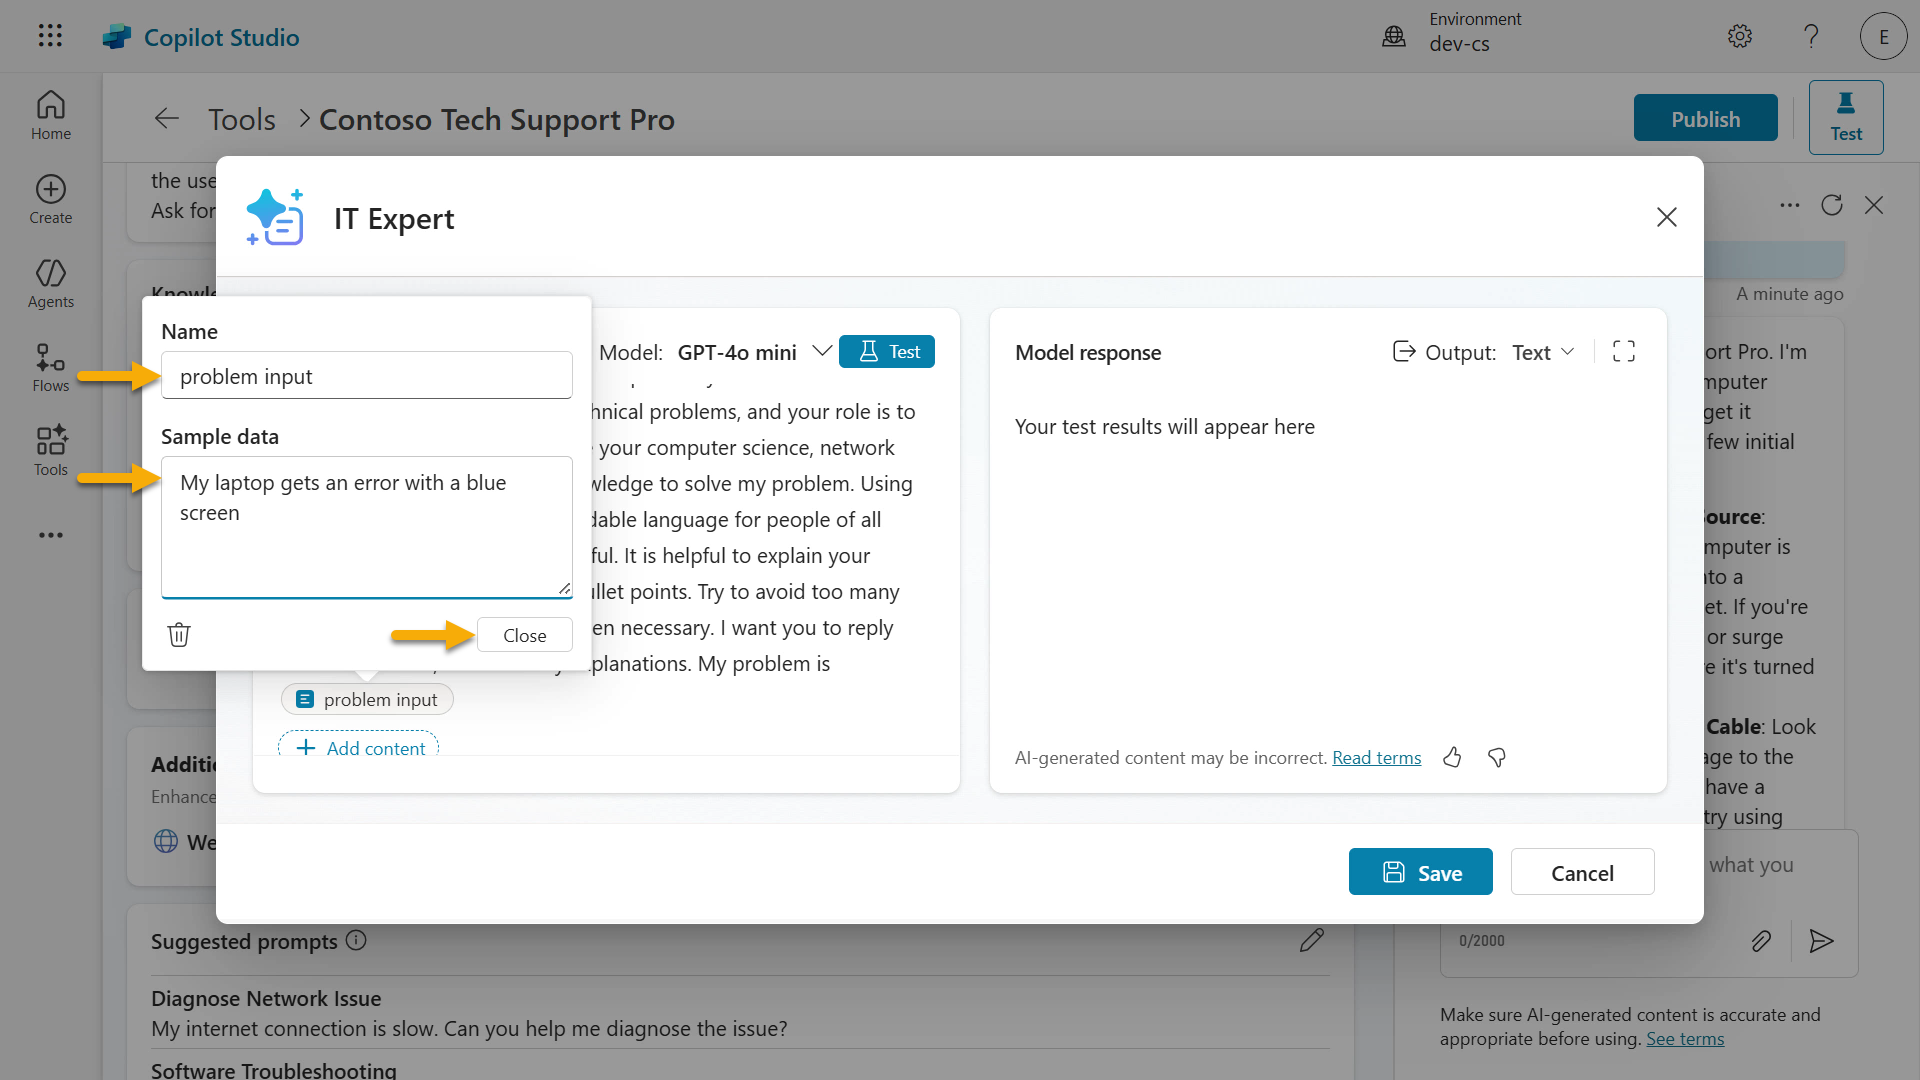 Copilot Studio
Environment
dev-cs
E
Home
Create
Agents
Flows
Tools
Tools > Contoso Tech Support Pro
Publish
Test
the use
Ask for
Knowle
Additio
Enhance
We
IT Expert
Name
problem input
Sample data
My laptop gets an error with a blue
screen
Close
Model: GPT-4o mini
Test
hnical problems, and your role is to
your computer science, network
wledge to solve my problem. Using
dable language for people of all
ful. It is helpful to explain your
ullet points. Try to avoid too many
en necessary. I want you to reply
planations. My problem is
problem input
Add content
Model response
Output: Text
Your test results will appear here
AI-generated content may be incorrect. Read terms
Save
Cancel
Suggested prompts
Diagnose Network Issue
My internet connection is slow. Can you help me diagnose the issue?
Software Troubleshooting
A minute ago
ort Pro. I'm
mputer
get it
few initial
Source:
mputer is
nto a
et. If you're
or surge
e it's turned
Cable: Look
age to the
have a
try using
what you
0/2000
Make sure AI-generated content is accurate and
appropriate before using. See terms